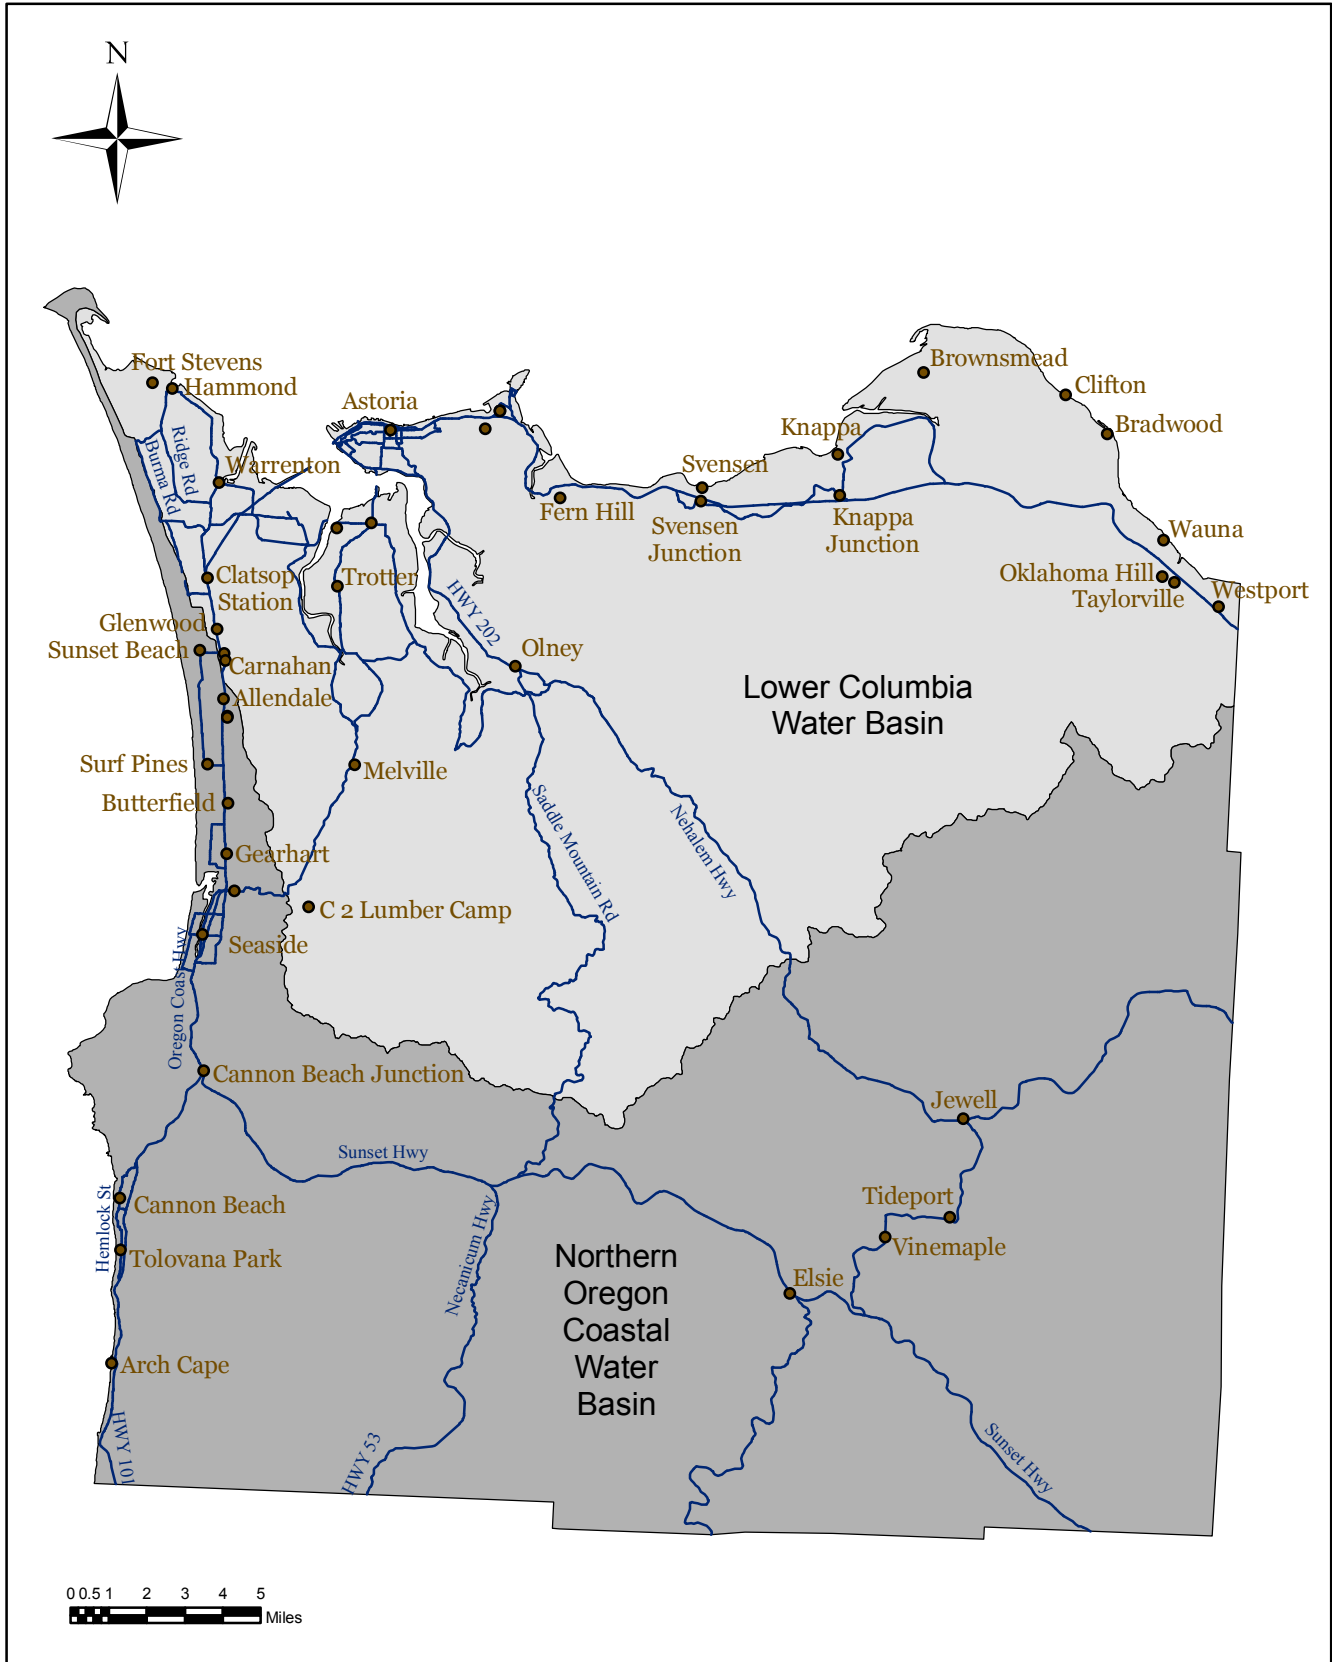 N
Fort Stevens
Hammond
Brownsmead
Clifton
Astoria
Bradwood
Ridge Rd
Burma Rd
Knappa
Warrenton
Svensen
Fern Hill
Svensen
Junction
Knappa
Junction
Wauna
Clatsop
Station
Trotter
Oklahoma Hill
Taylorville
Westport
HWY 202
Glenwood
Sunset Beach
Carnahan
Olney
Allendale
Lower Columbia
Water Basin
Surf Pines
Melville
Butterfield
Saddle Mountain Rd
Nehalem Hwy
Gearhart
C 2 Lumber Camp
Seaside
Oregon Coast Hwy
Cannon Beach Junction
Jewell
Sunset Hwy
Hemlock St
Cannon Beach
Necanicum Hwy
Tideport
Tolovana Park
Vinemaple
Northern
Oregon
Coastal
Water
Basin
Elsie
Arch Cape
HWY 101
HWY 53
Sunset Hwy
0 0.5 1 2 3 4 5
Miles